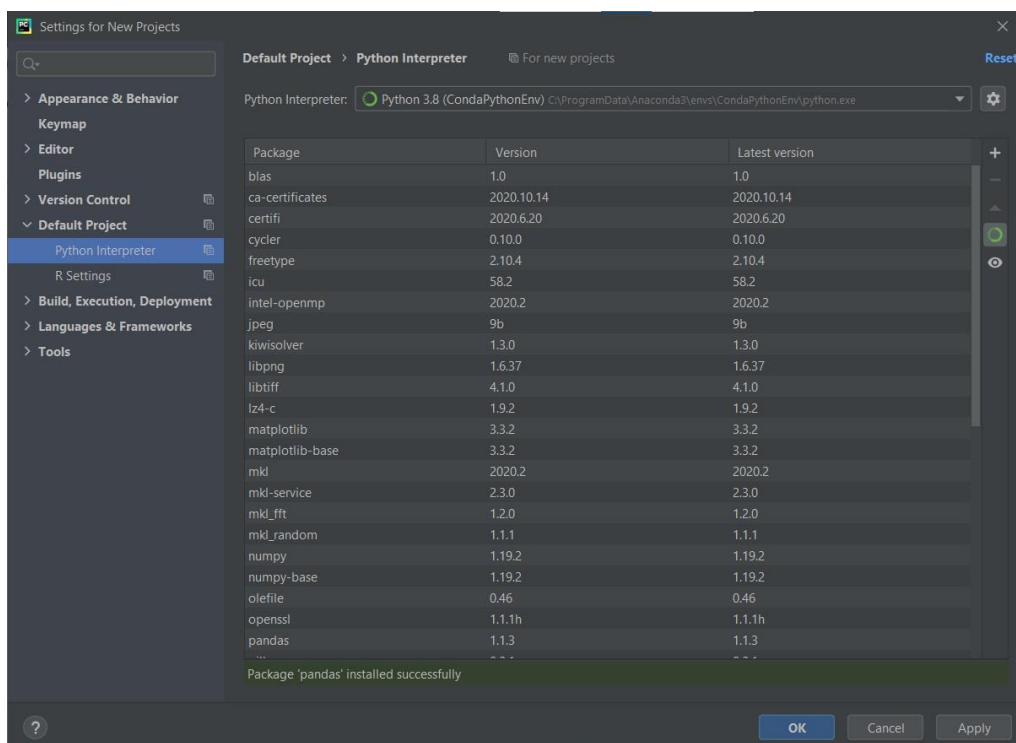 PC Settings for New Projects
Default Project > Python Interpreter For new projects Reset
> Appearance & Behavior
Keymap
> Editor
Plugins
> Version Control
Default Project
Python Interpreter
R Settings
> Build, Execution, Deployment
> Languages & Frameworks
> Tools
Python Interpreter: Python 3.8 (CondaPythonEnv) C:\ProgramData\Anaconda3\envs\CondaPythonEnv\python.exe
Package Version Latest version
blas 1.0 1.0
ca-certificates 2020.10.14 2020.10.14
certifi 2020.6.20 2020.6.20
cycler 0.10.0 0.10.0
freetype 2.10.4 2.10.4
icu 58.2 58.2
intel-openmp 2020.2 2020.2
jpeg 9b 9b
kiwisolver 1.3.0 1.3.0
libpng 1.6.37 1.6.37
libtiff 4.1.0 4.1.0
lz4-c 1.9.2 1.9.2
matplotlib 3.3.2 3.3.2
matplotlib-base 3.3.2 3.3.2
mkl 2020.2 2020.2
mkl-service 2.3.0 2.3.0
mkl_fft 1.2.0 1.2.0
mkl_random 1.1.1 1.1.1
numpy 1.19.2 1.19.2
numpy-base 1.19.2 1.19.2
olefile 0.46 0.46
openssl 1.1.1h 1.1.1h
pandas 1.1.3 1.1.3
Package 'pandas' installed successfully
? OK Cancel Apply